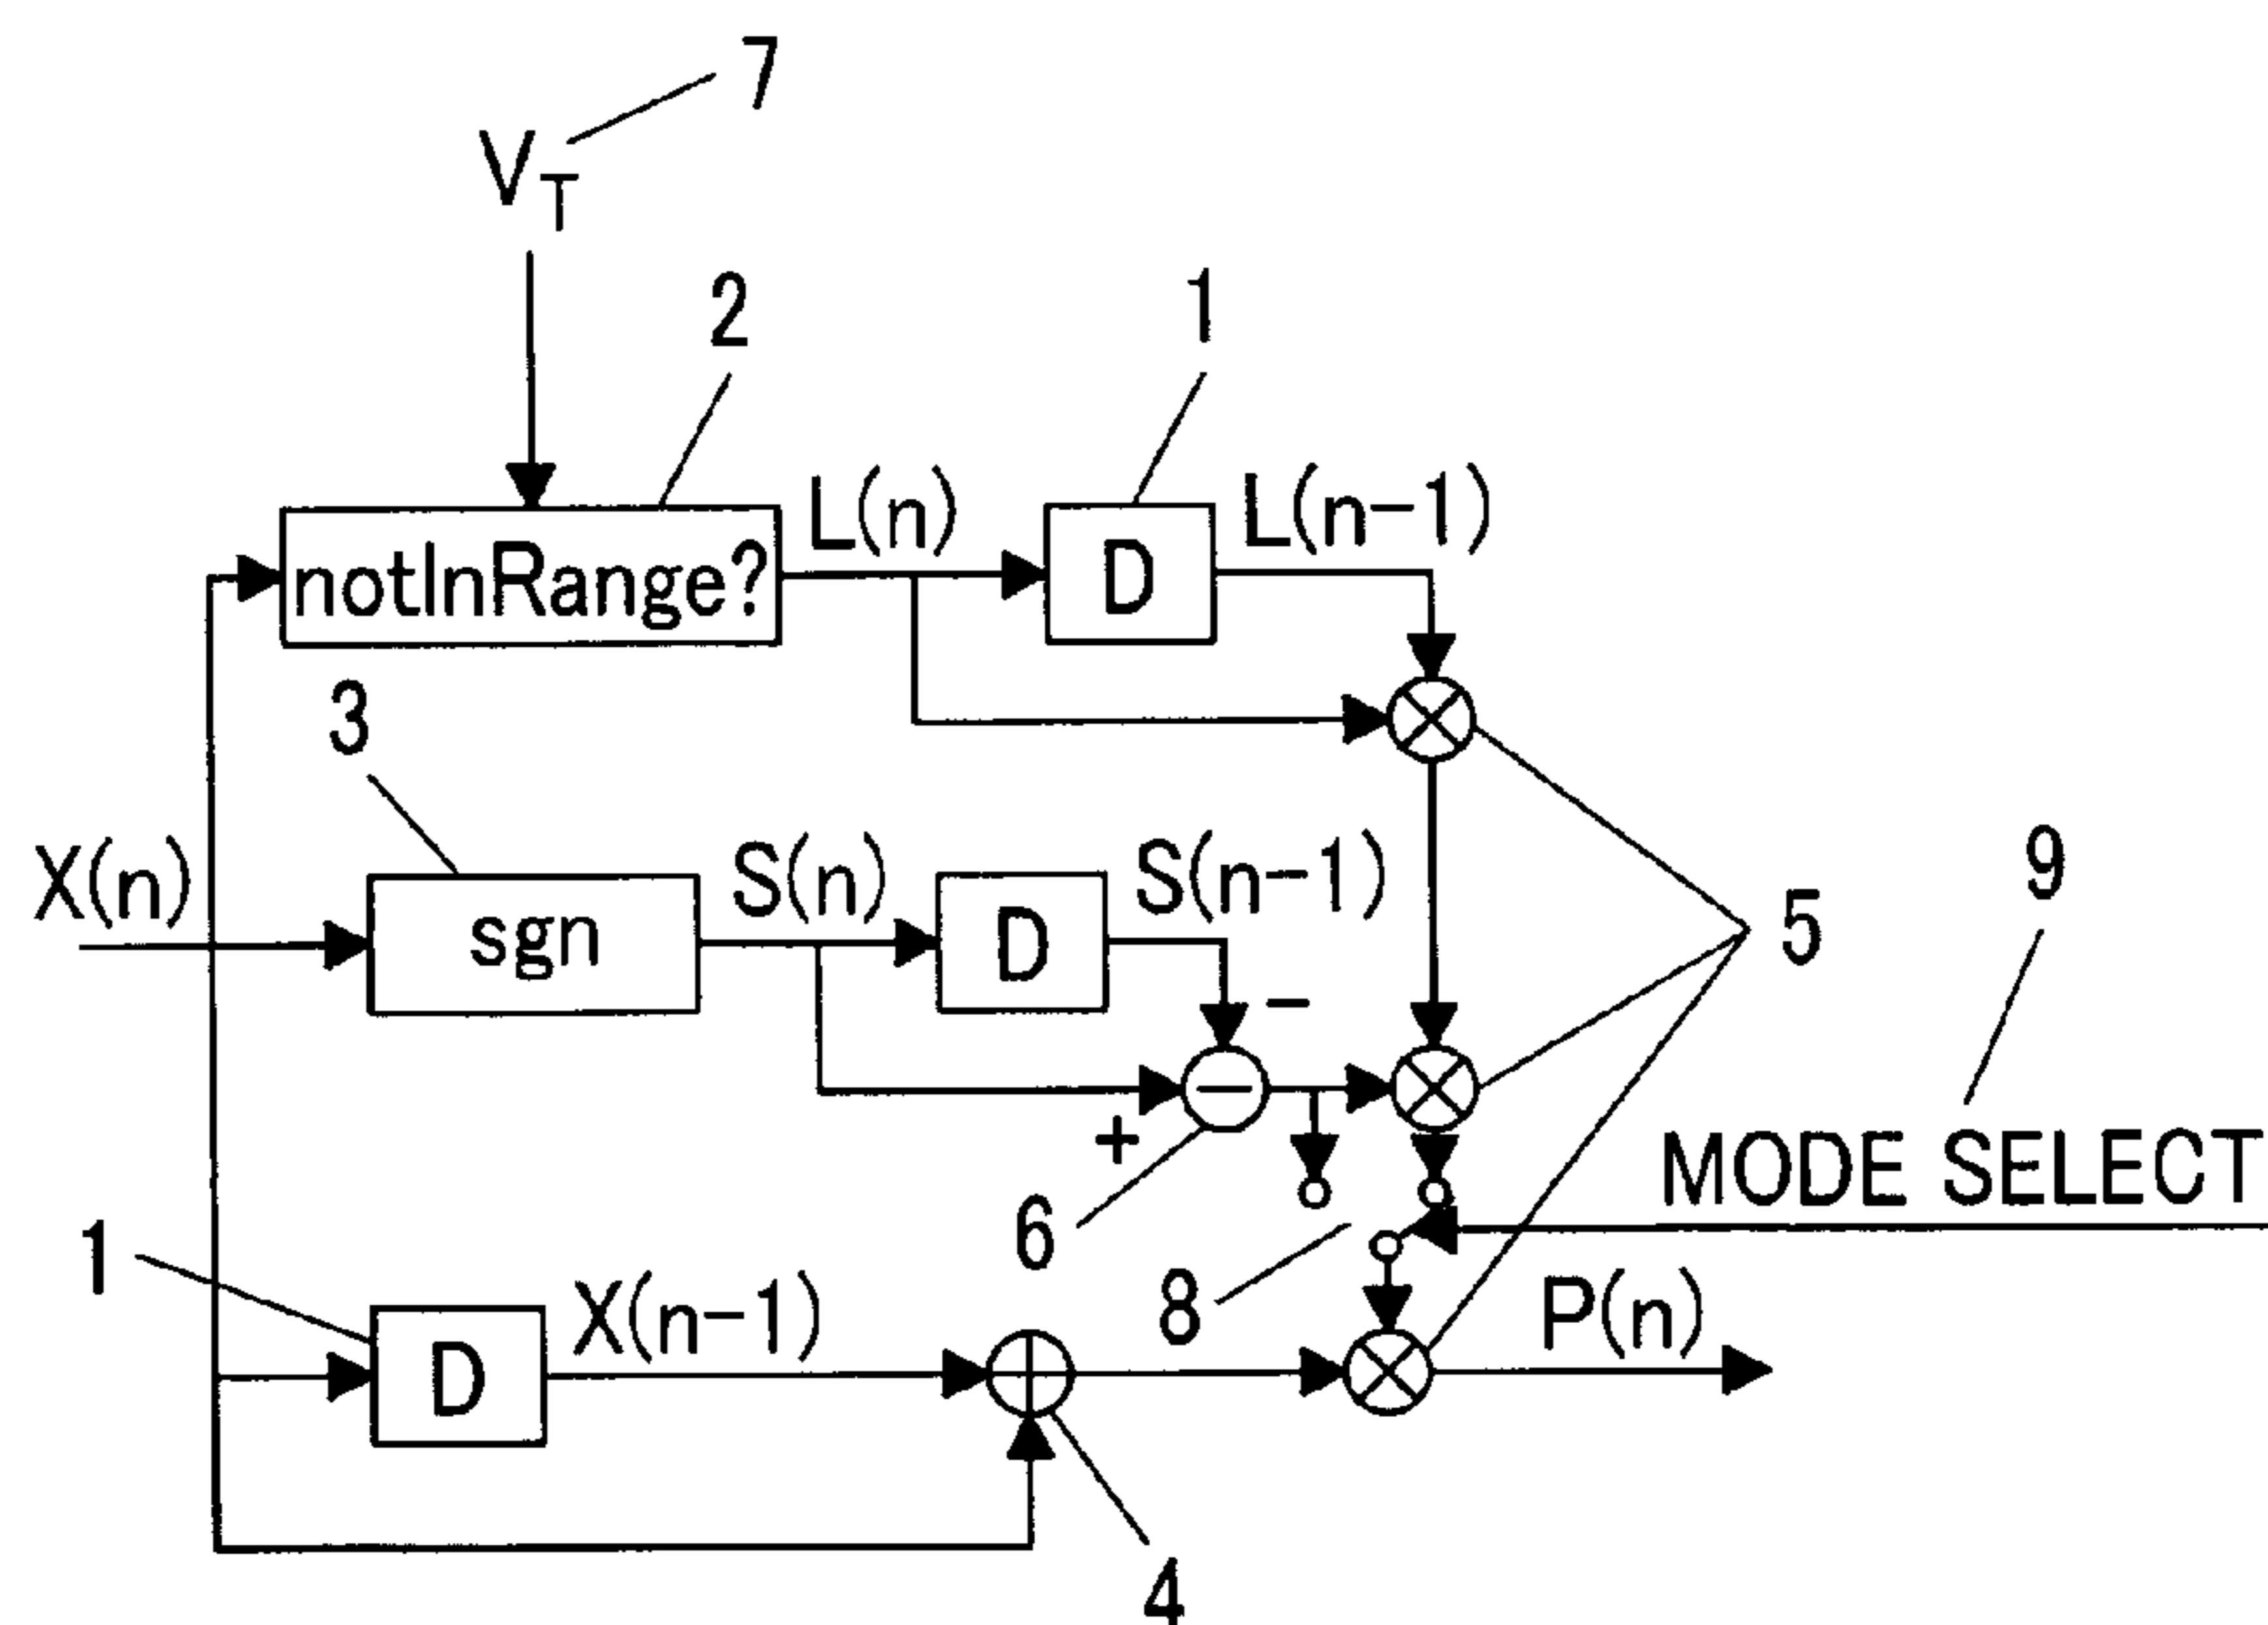 7
V_T
2
1
L(n)
L(n-1)
notInRange?
D
3
X(n)
S(n)
S(n-1)
9
5
sgn
D
-
+
6
MODE SELECT
1
8
X(n-1)
P(n)
D
4